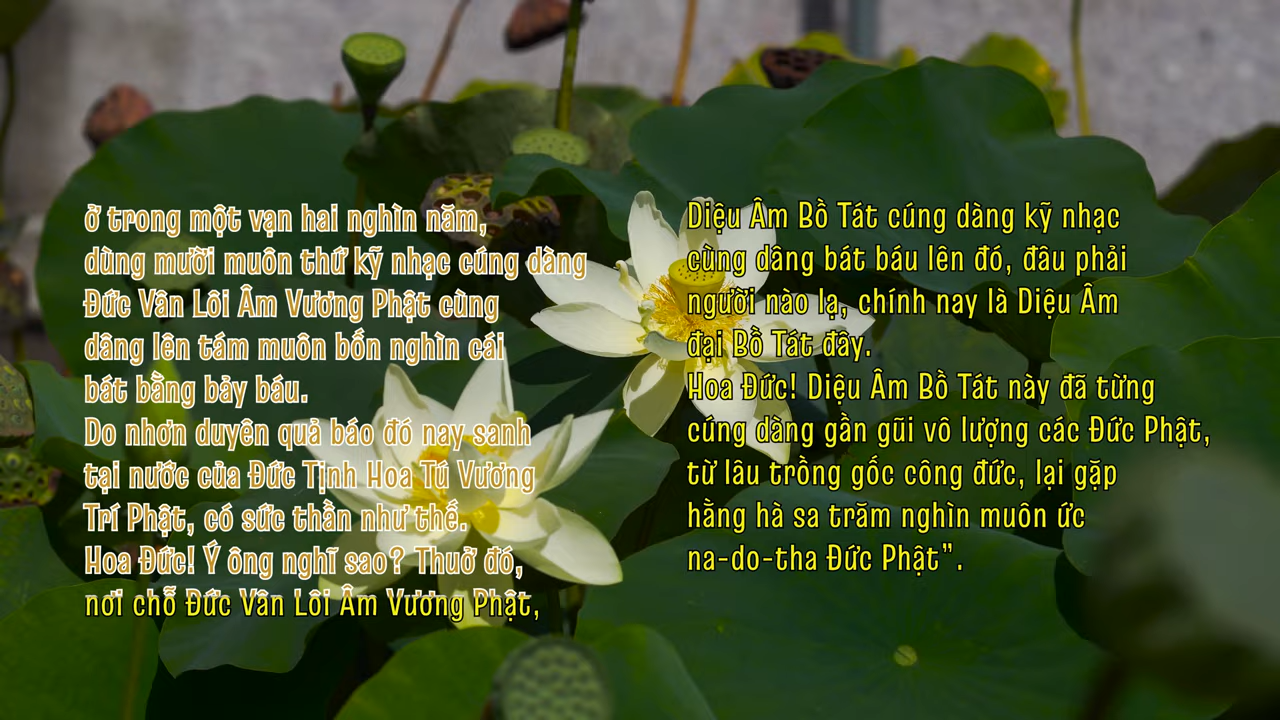 ở trong một vạn hai nghìn năm,
dùng mười muôn thứ kỹ nhạc cúng dàng
Đức Vân Lôi Âm Vương Phật cùng
dâng lên tám muôn bốn nghìn cái
bát bằng bảy báu.
Do nhơn duyên quả báo đó nay sanh
tại nước của Đức Tịnh Hoa Tú Vương
Trí Phật, có sức thần như thế.
Hoa Đức! Ý ông nghĩ sao? Thuở đó,
nơi chỗ Đức Vân Lôi Âm Vương Phật,
Diệu Âm Bồ Tát cúng dàng kỹ nhạc
cùng dâng bát báu lên đó, đâu phải
người nào lạ, chính nay là Diệu Âm
đại Bồ Tát đây.
Hoa Đức! Diệu Âm Bồ Tát này đã từng
cúng dàng gần gũi vô lượng các Đức Phật,
từ lâu trồng gốc công đức, lại gặp
hằng hà sa trăm nghìn muôn ức
na-do-tha Đức Phật”.